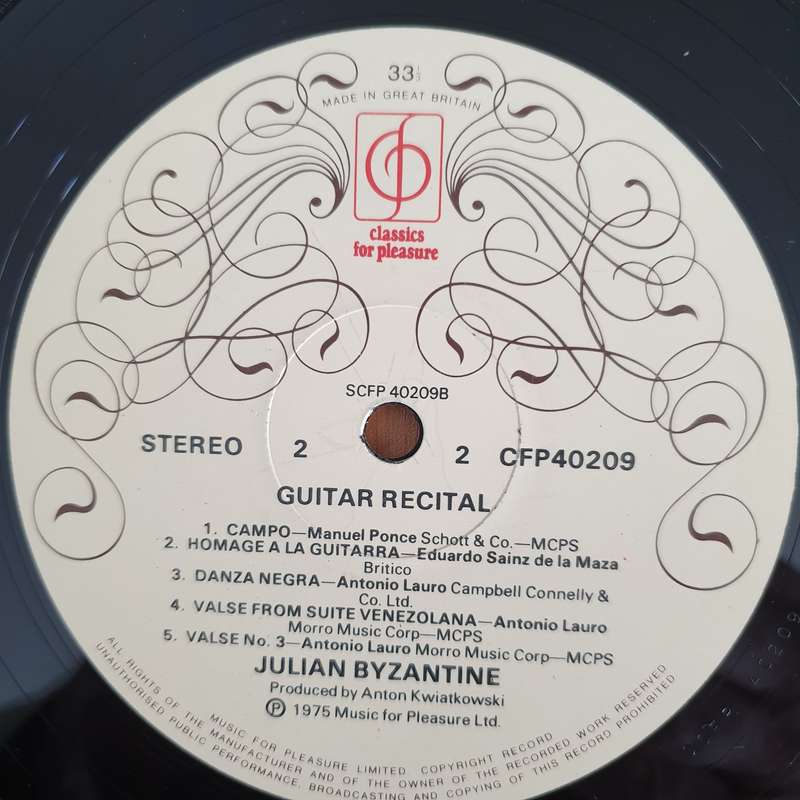 33⅓
MADE IN GREAT BRITAIN
classics
for pleasure
SCFP 40209B
STEREO 2 2 CFP40209
GUITAR RECITAL
1. CAMPO—Manuel Ponce Schott & Co.—MCPS
2. HOMAGE A LA GUITARRA—Eduardo Sainz de la Maza
Britico
3. DANZA NEGRA—Antonio Lauro Campbell Connelly &
Co. Ltd.
4. VALSE FROM SUITE VENEZOLANA—Antonio Lauro
Morro Music Corp—MCPS
5. VALSE No. 3—Antonio Lauro Morro Music Corp—MCPS
JULIAN BYZANTINE
Produced by Anton Kwiatkowski
Ⓟ 1975 Music for Pleasure Ltd.
MUSIC FOR PLEASURE LIMITED. COPYRIGHT RECORD
ALL RIGHTS OF THE MANUFACTURER AND OF THE OWNER OF THE RECORDED WORK RESERVED
UNAUTHORISED PUBLIC PERFORMANCE, BROADCASTING AND COPYING OF THIS RECORD PROHIBITED